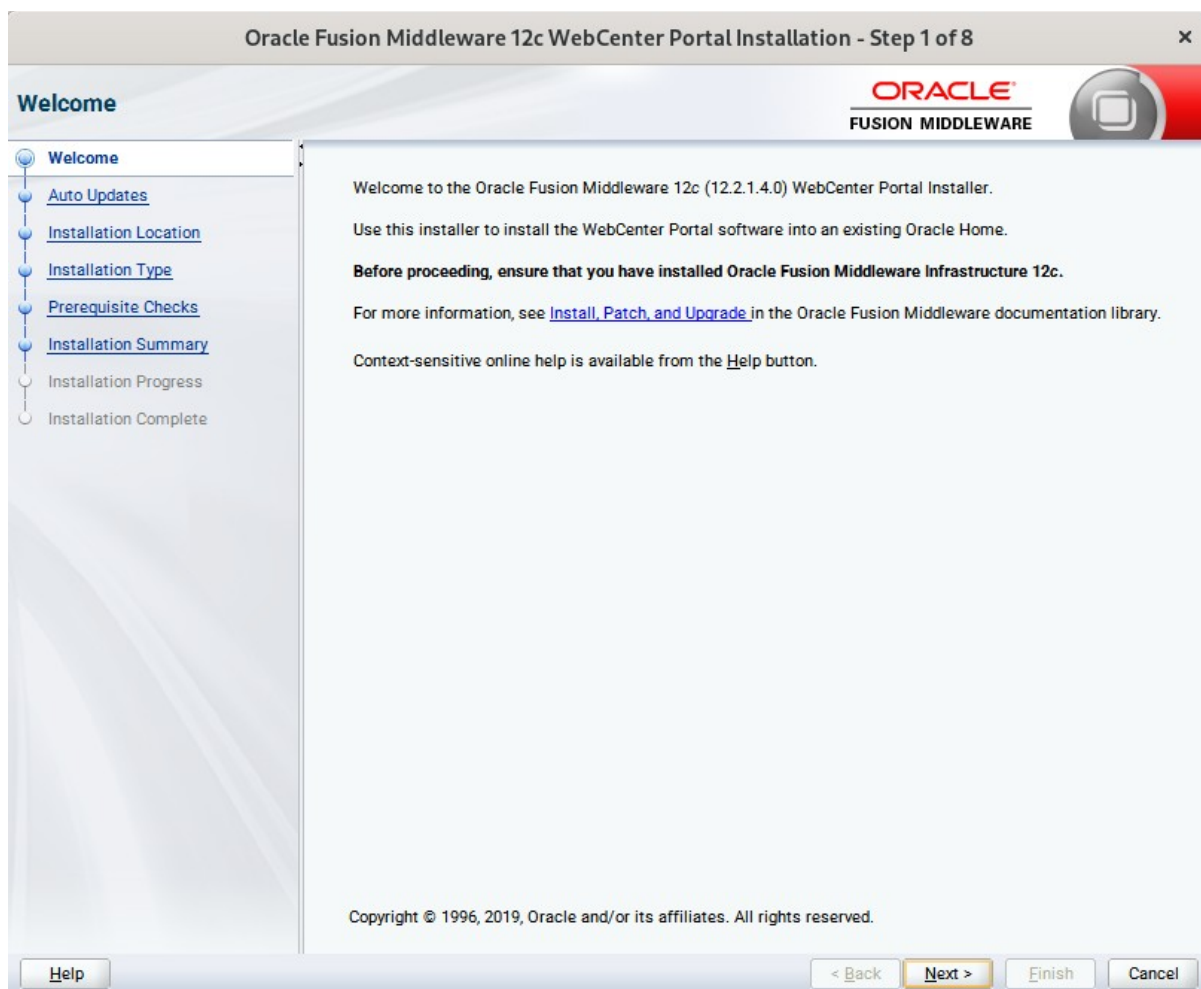 Oracle Fusion Middleware 12c WebCenter Portal Installation - Step 1 of 8
×
Welcome
ORACLE
FUSION MIDDLEWARE
Welcome
Auto Updates
Installation Location
Installation Type
Prerequisite Checks
Installation Summary
Installation Progress
Installation Complete
Welcome to the Oracle Fusion Middleware 12c (12.2.1.4.0) WebCenter Portal Installer.
Use this installer to install the WebCenter Portal software into an existing Oracle Home.
Before proceeding, ensure that you have installed Oracle Fusion Middleware Infrastructure 12c.
For more information, see Install, Patch, and Upgrade in the Oracle Fusion Middleware documentation library.
Context-sensitive online help is available from the Help button.
Copyright © 1996, 2019, Oracle and/or its affiliates. All rights reserved.
Help
< Back
Next >
Finish
Cancel